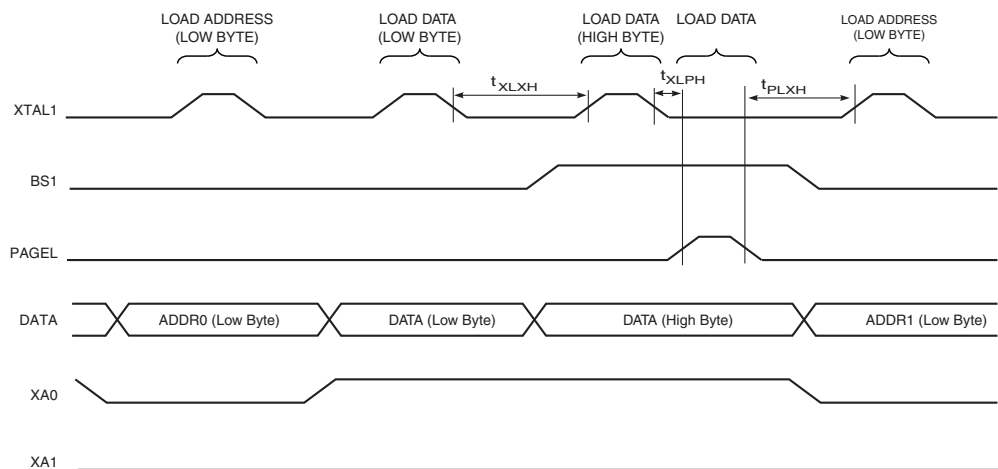 LOAD ADDRESS
(LOW BYTE)
LOAD DATA
(LOW BYTE)
LOAD DATA
(HIGH BYTE)
LOAD DATA
LOAD ADDRESS
(LOW BYTE)
tXLXH
tXLPH
tPLXH
XTAL1
BS1
PAGEL
DATA
ADDR0 (Low Byte)
DATA (Low Byte)
DATA (High Byte)
ADDR1 (Low Byte)
XA0
XA1